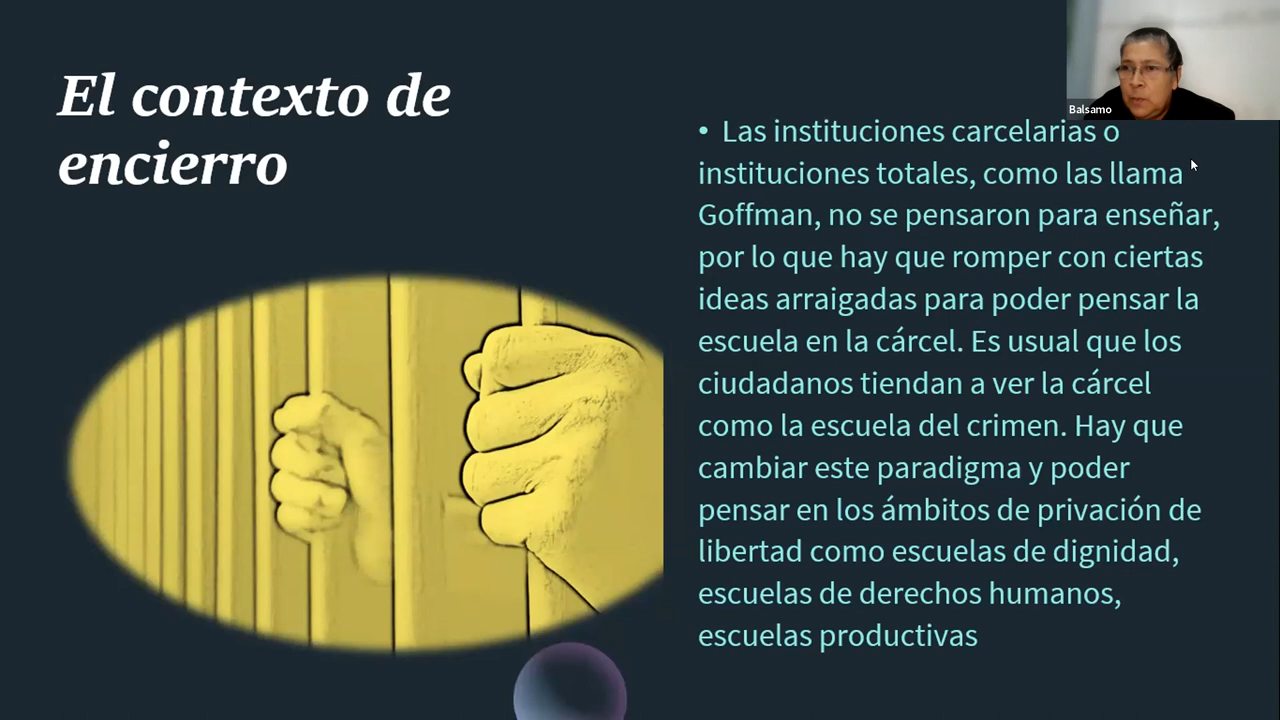 El contexto de
encierro
Balsamo
• Las instituciones carcelarias o
instituciones totales, como las llama
Goffman, no se pensaron para enseñar,
por lo que hay que romper con ciertas
ideas arraigadas para poder pensar la
escuela en la cárcel. Es usual que los
ciudadanos tiendan a ver la cárcel
como la escuela del crimen. Hay que
cambiar este paradigma y poder
pensar en los ámbitos de privación de
libertad como escuelas de dignidad,
escuelas de derechos humanos,
escuelas productivas